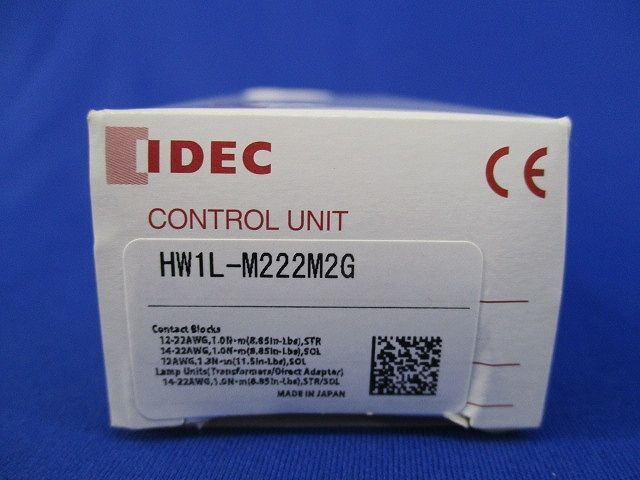 IDEC
CE
CONTROL UNIT
HW1L-M222M2G
Contact Blocks
12-22AWG,1.0N·m(8.85in-Lbs),STR
14-22AWG,1.0N·m(8.85in-Lbs),SOL
12AWG,1.3N·m(11.5in-Lbs),SOL
Lamp Units(Transformers/Direct Adapter)
14-22AWG,1.0N·m(8.85in-Lbs),STR/SOL
MADE IN JAPAN